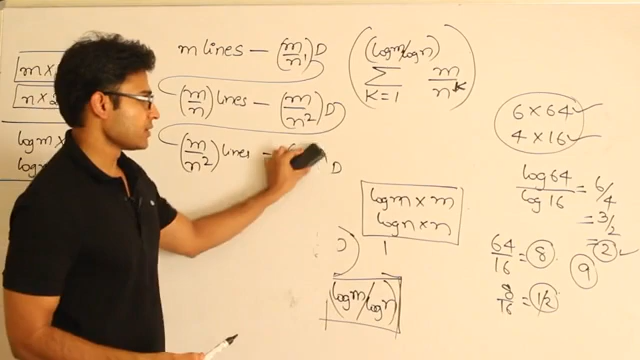 m ×
n × 2
log m ×
log
m lines – (m/n¹) D
(m/n) lines – (m/n²) D
(m/n²) lines – D
(log m/log n)
Σ m/n^K
K=1
log m × m
log n × n
1
(log m/log n)
6 × 64
4 × 16
log 64/log 16 = 6/4
= 3/2
= 2
64/16 = 8
9
8/16 = 1/2